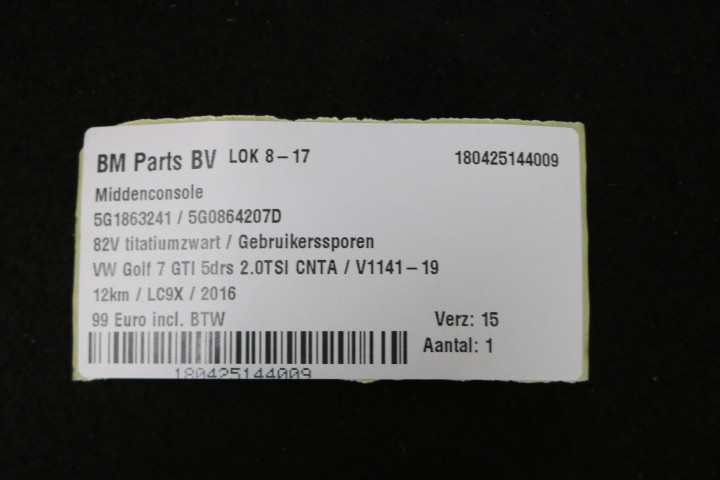 BM Parts BV LOK 8-17 180425144009
Middenconsole
5G1863241 / 5G0864207D
82V titatiumzwart / Gebruikerssporen
VW Golf 7 GTI 5drs 2.0TSI CNTA / V1141-19
12km / LC9X / 2016
99 Euro incl. BTW Verz: 15
Aantal: 1
180425144009